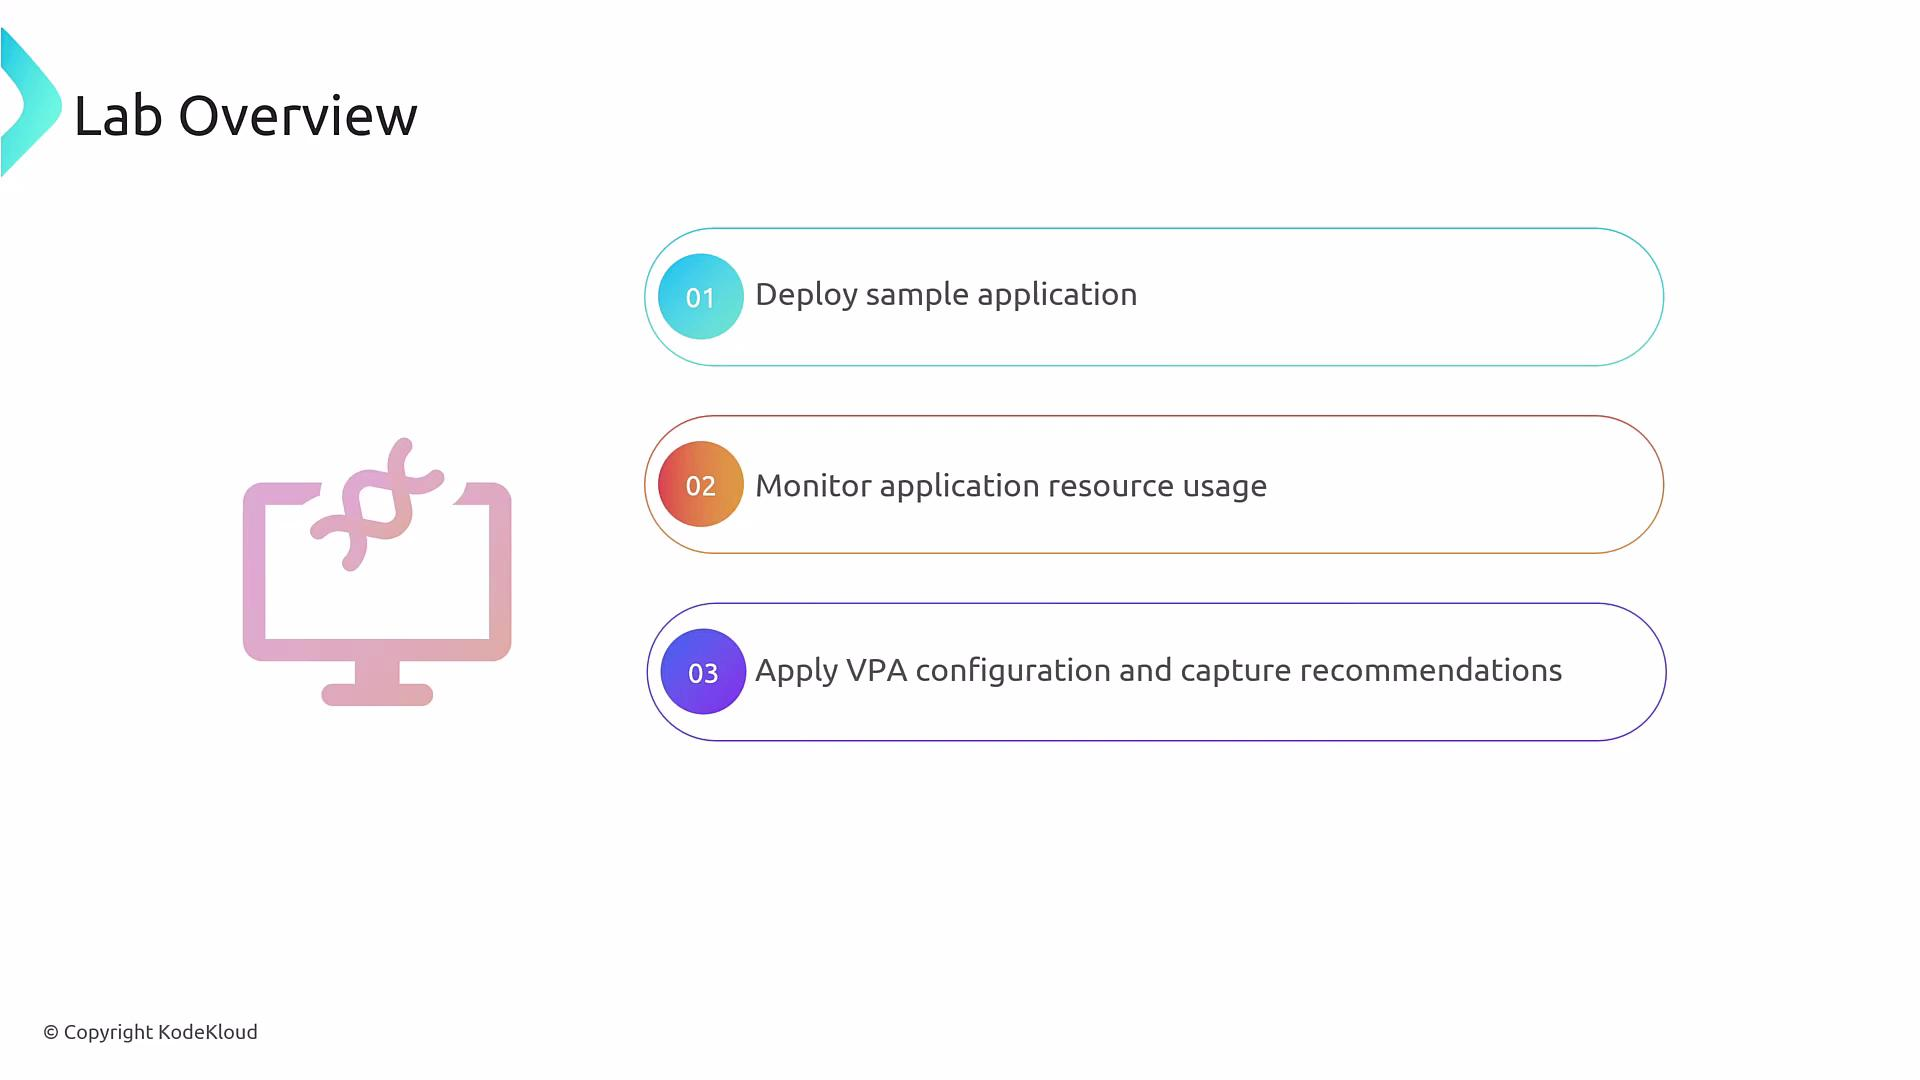 Lab Overview
01 Deploy sample application
02 Monitor application resource usage
03 Apply VPA configuration and capture recommendations
© Copyright KodeKloud